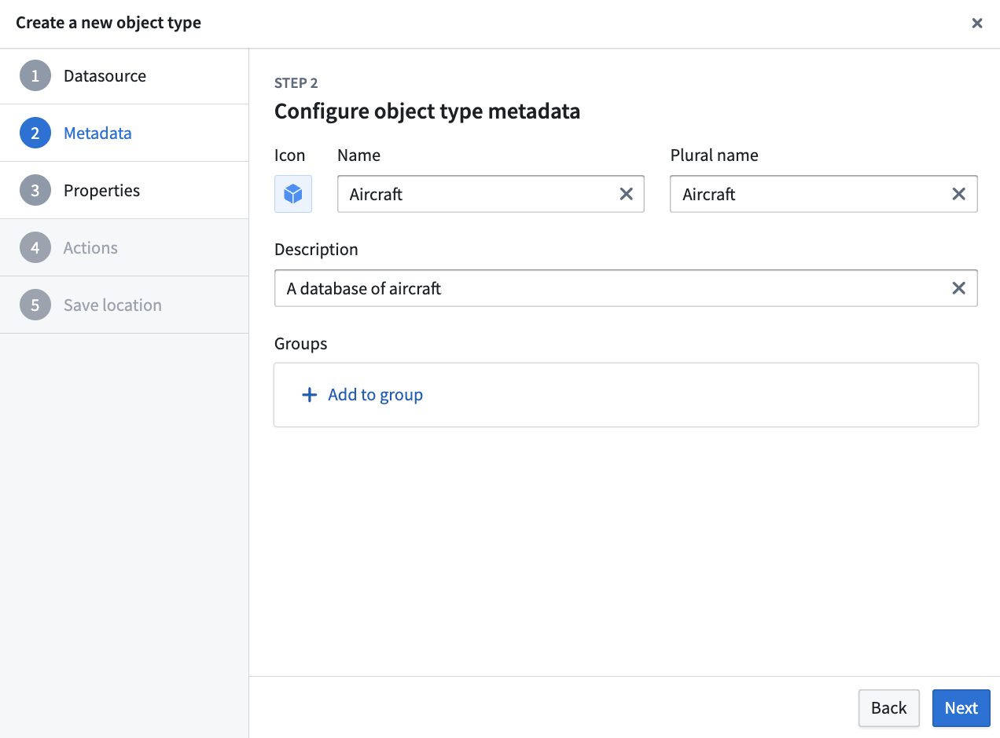 Create a new object type
1 Datasource
2 Metadata
3 Properties
4 Actions
5 Save location
STEP 2
Configure object type metadata
Icon Name Plural name
Aircraft Aircraft
Description
A database of aircraft
Groups
Add to group
Back Next